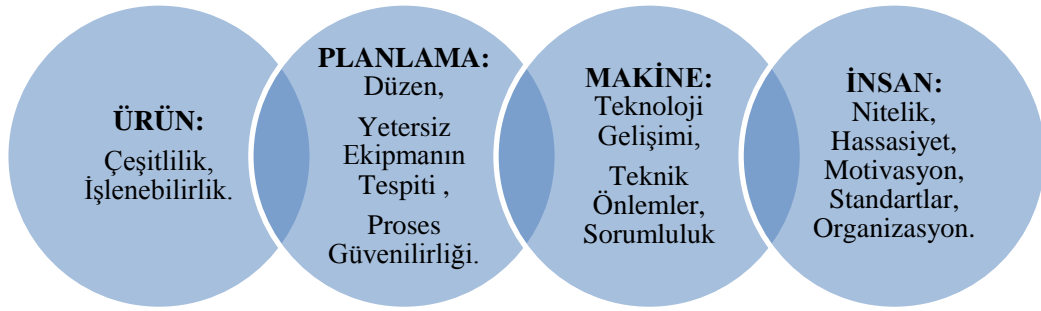 ÜRÜN:
Çeşitlilik,
İşlenebilirlik.
PLANLAMA:
Düzen,
Yetersiz
Ekipmanın
Tespiti ,
Proses
Güvenilirliği.
MAKİNE:
Teknoloji
Gelişimi,
Teknik
Önlemler,
Sorumluluk
İNSAN:
Nitelik,
Hassasiyet,
Motivasyon,
Standartlar,
Organizasyon.